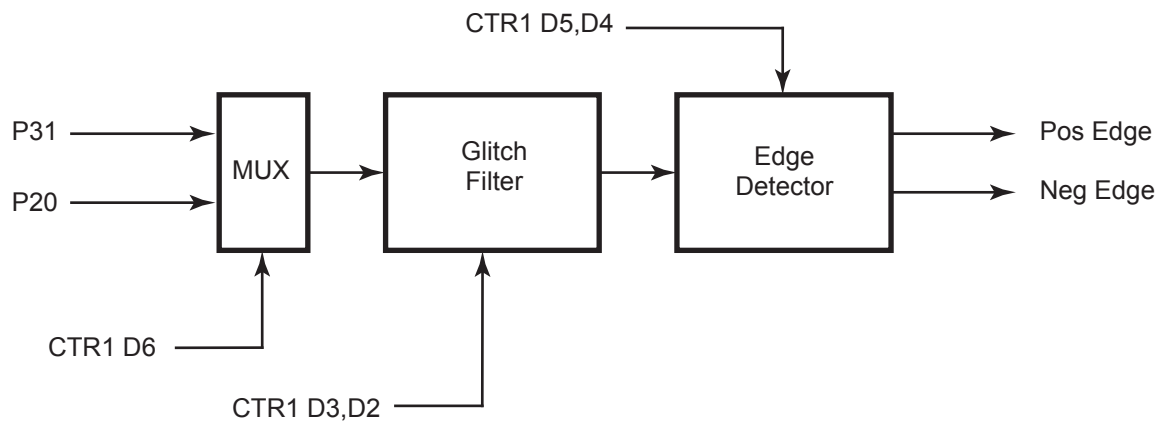 CTR1 D5,D4
P31
P20
MUX
Glitch
Filter
Edge
Detector
Pos Edge
Neg Edge
CTR1 D6
CTR1 D3,D2